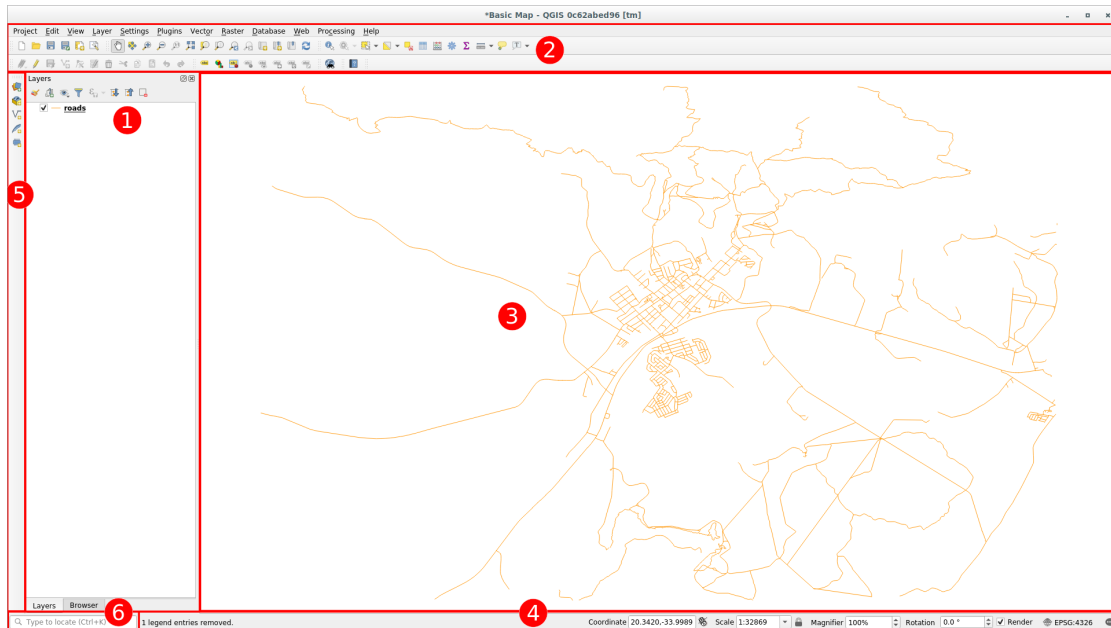 *Basic Map - QGIS 0c62abed96 [tm]
Project Edit View Layer Settings Plugins Vector Raster Database Web Processing Help
2
Layers
roads
1
5
3
Layers Browser
6
4
Type to locate (Ctrl+K) 1 legend entries removed. Coordinate 20.3420,-33.9989 Scale 1:32869 Magnifier 100% Rotation 0.0 ° Render EPSG:4326